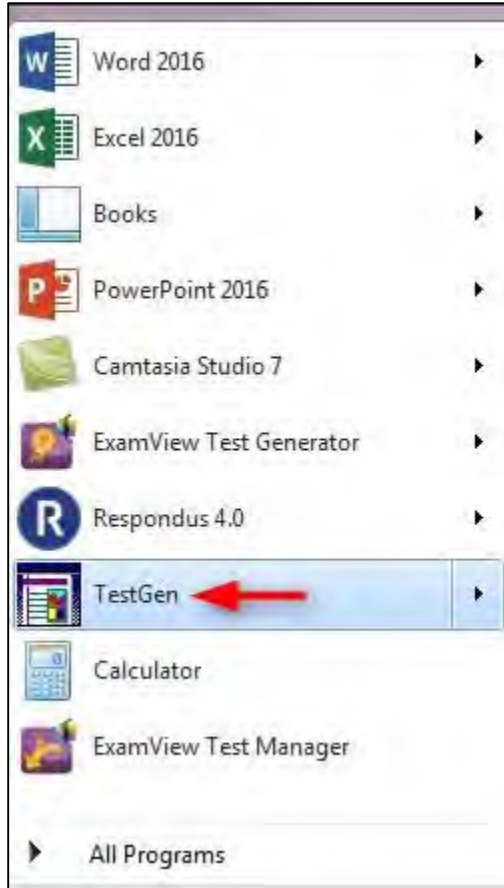 Word 2016
Excel 2016
Books
PowerPoint 2016
Camtasia Studio 7
ExamView Test Generator
Respondus 4.0
TestGen
Calculator
ExamView Test Manager
All Programs